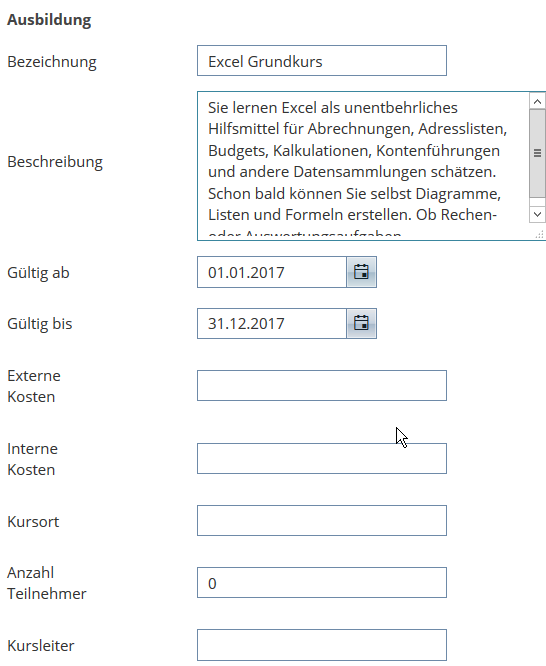 Ausbildung
Bezeichnung
Excel Grundkurs
Beschreibung
Sie lernen Excel als unentbehrliches
Hilfsmittel für Abrechnungen, Adresslisten,
Budgets, Kalkulationen, Kontenführungen
und andere Datensammlungen schätzen.
Schon bald können Sie selbst Diagramme,
Listen und Formeln erstellen. Ob Rechen-
oder Auswertungsaufgaben
Gültig ab
01.01.2017
Gültig bis
31.12.2017
Externe
Kosten
Interne
Kosten
Kursort
Anzahl
Teilnehmer
0
Kursleiter